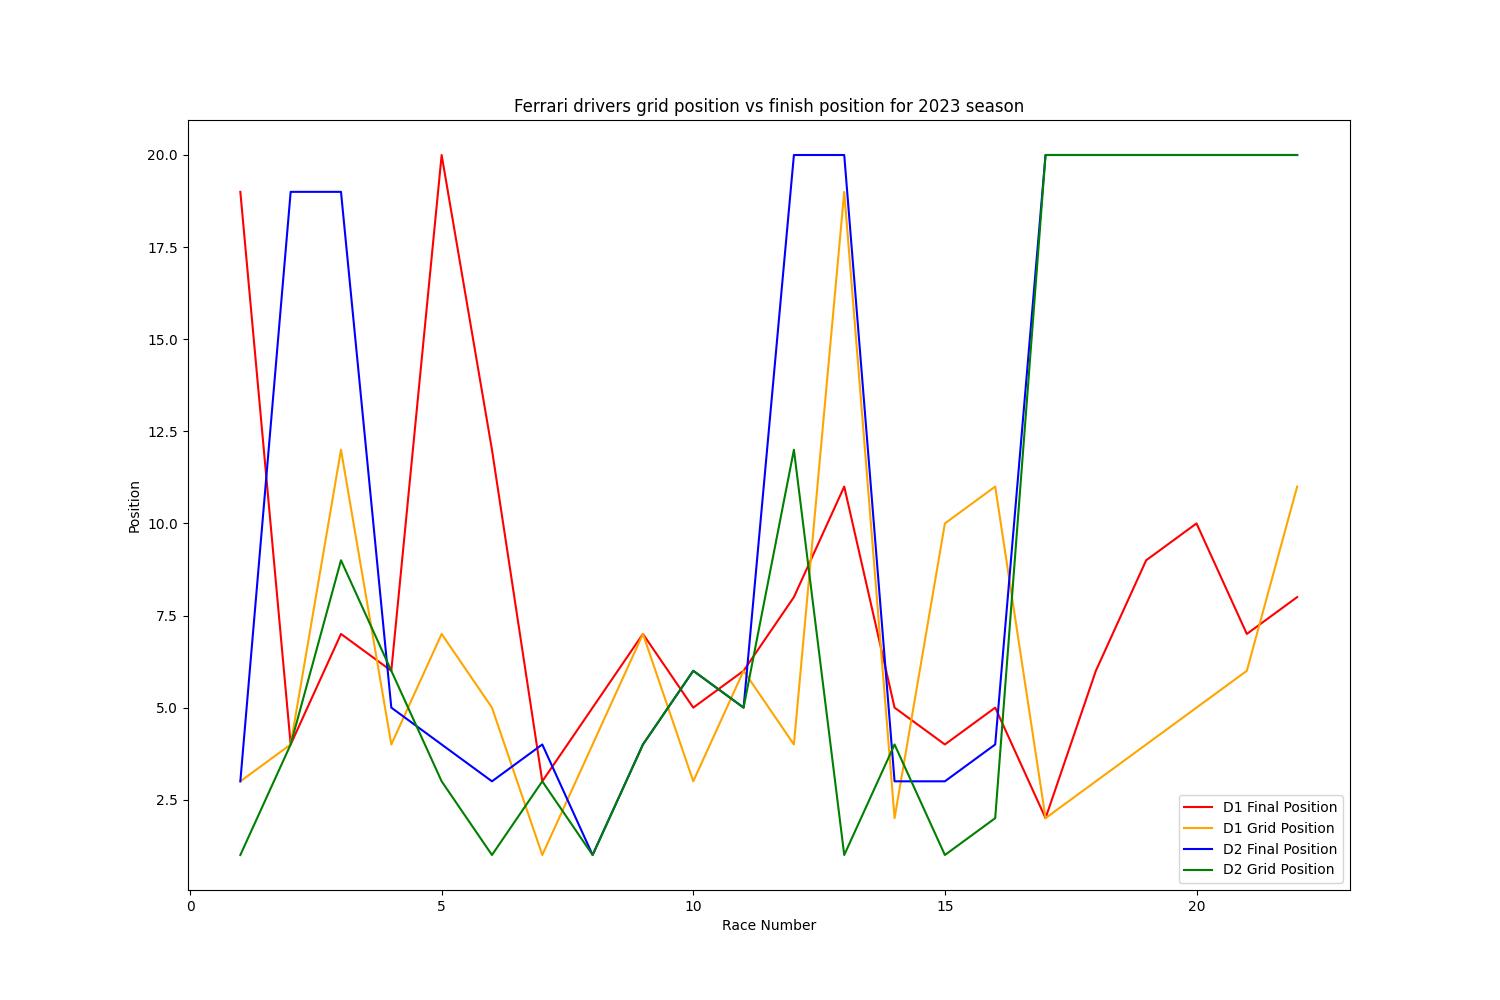 Ferrari drivers grid position vs finish position for 2023 season
20.0
17.5
15.0
12.5
10.0
7.5
5.0
2.5
Position
0 5 10 15 20
Race Number
D1 Final Position
D1 Grid Position
D2 Final Position
D2 Grid Position